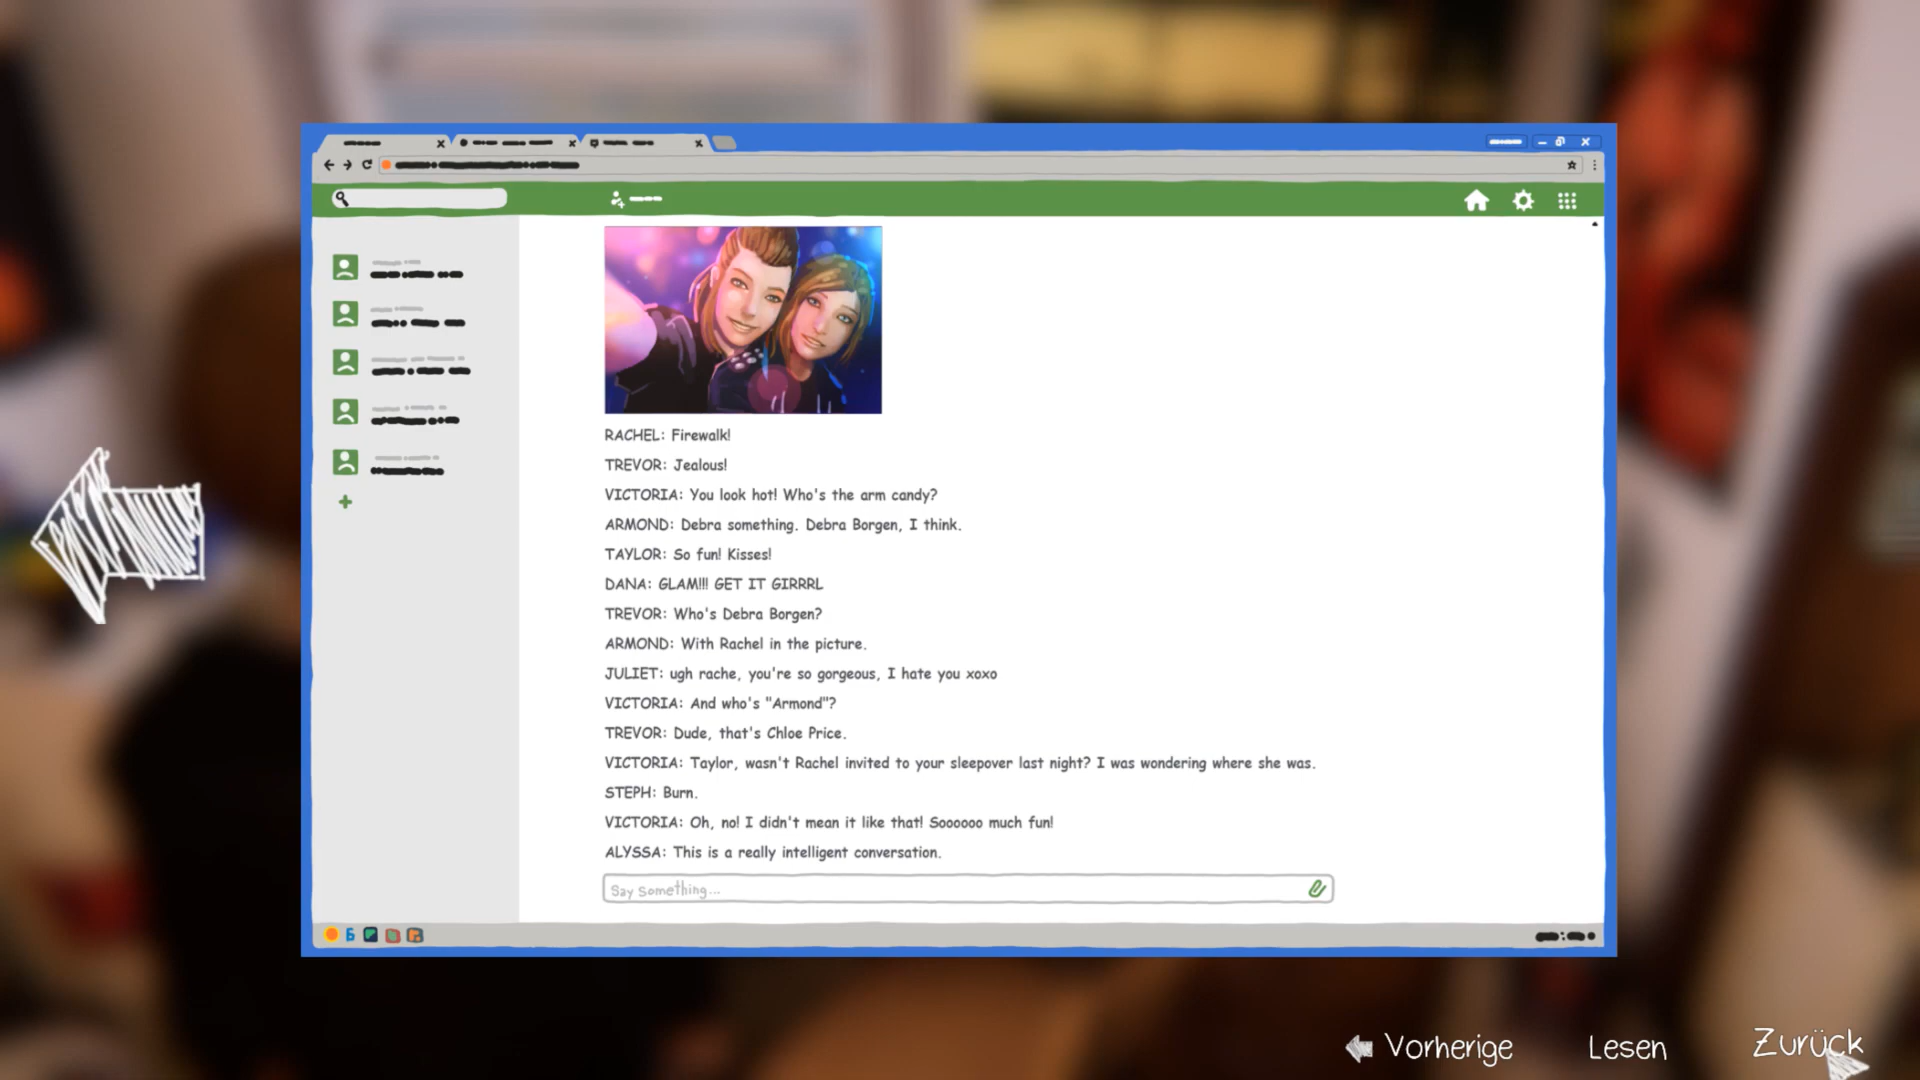 RACHEL: Firewalk!
TREVOR: Jealous!
VICTORIA: You look hot! Who's the arm candy?
ARMOND: Debra something. Debra Borgen, I think.
TAYLOR: So fun! Kisses!
DANA: GLAM!!! GET IT GIRRRL
TREVOR: Who's Debra Borgen?
ARMOND: With Rachel in the picture.
JULIET: ugh rache, you're so gorgeous, I hate you xoxo
VICTORIA: And who's "Armond"?
TREVOR: Dude, that's Chloe Price.
VICTORIA: Taylor, wasn't Rachel invited to your sleepover last night? I was wondering where she was.
STEPH: Burn.
VICTORIA: Oh, no! I didn't mean it like that! Soooooo much fun!
ALYSSA: This is a really intelligent conversation.
Say something...
Vorherige
Lesen
Zurück